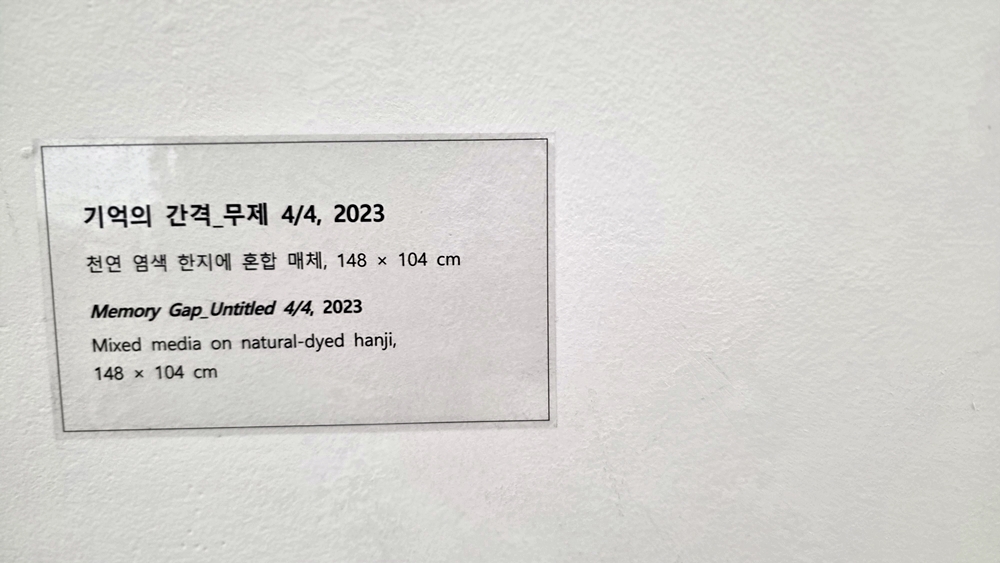 기억의 간격_무제 4/4, 2023
천연 염색 한지에 혼합 매체, 148 × 104 cm
Memory Gap_Untitled 4/4, 2023
Mixed media on natural-dyed hanji,
148 × 104 cm